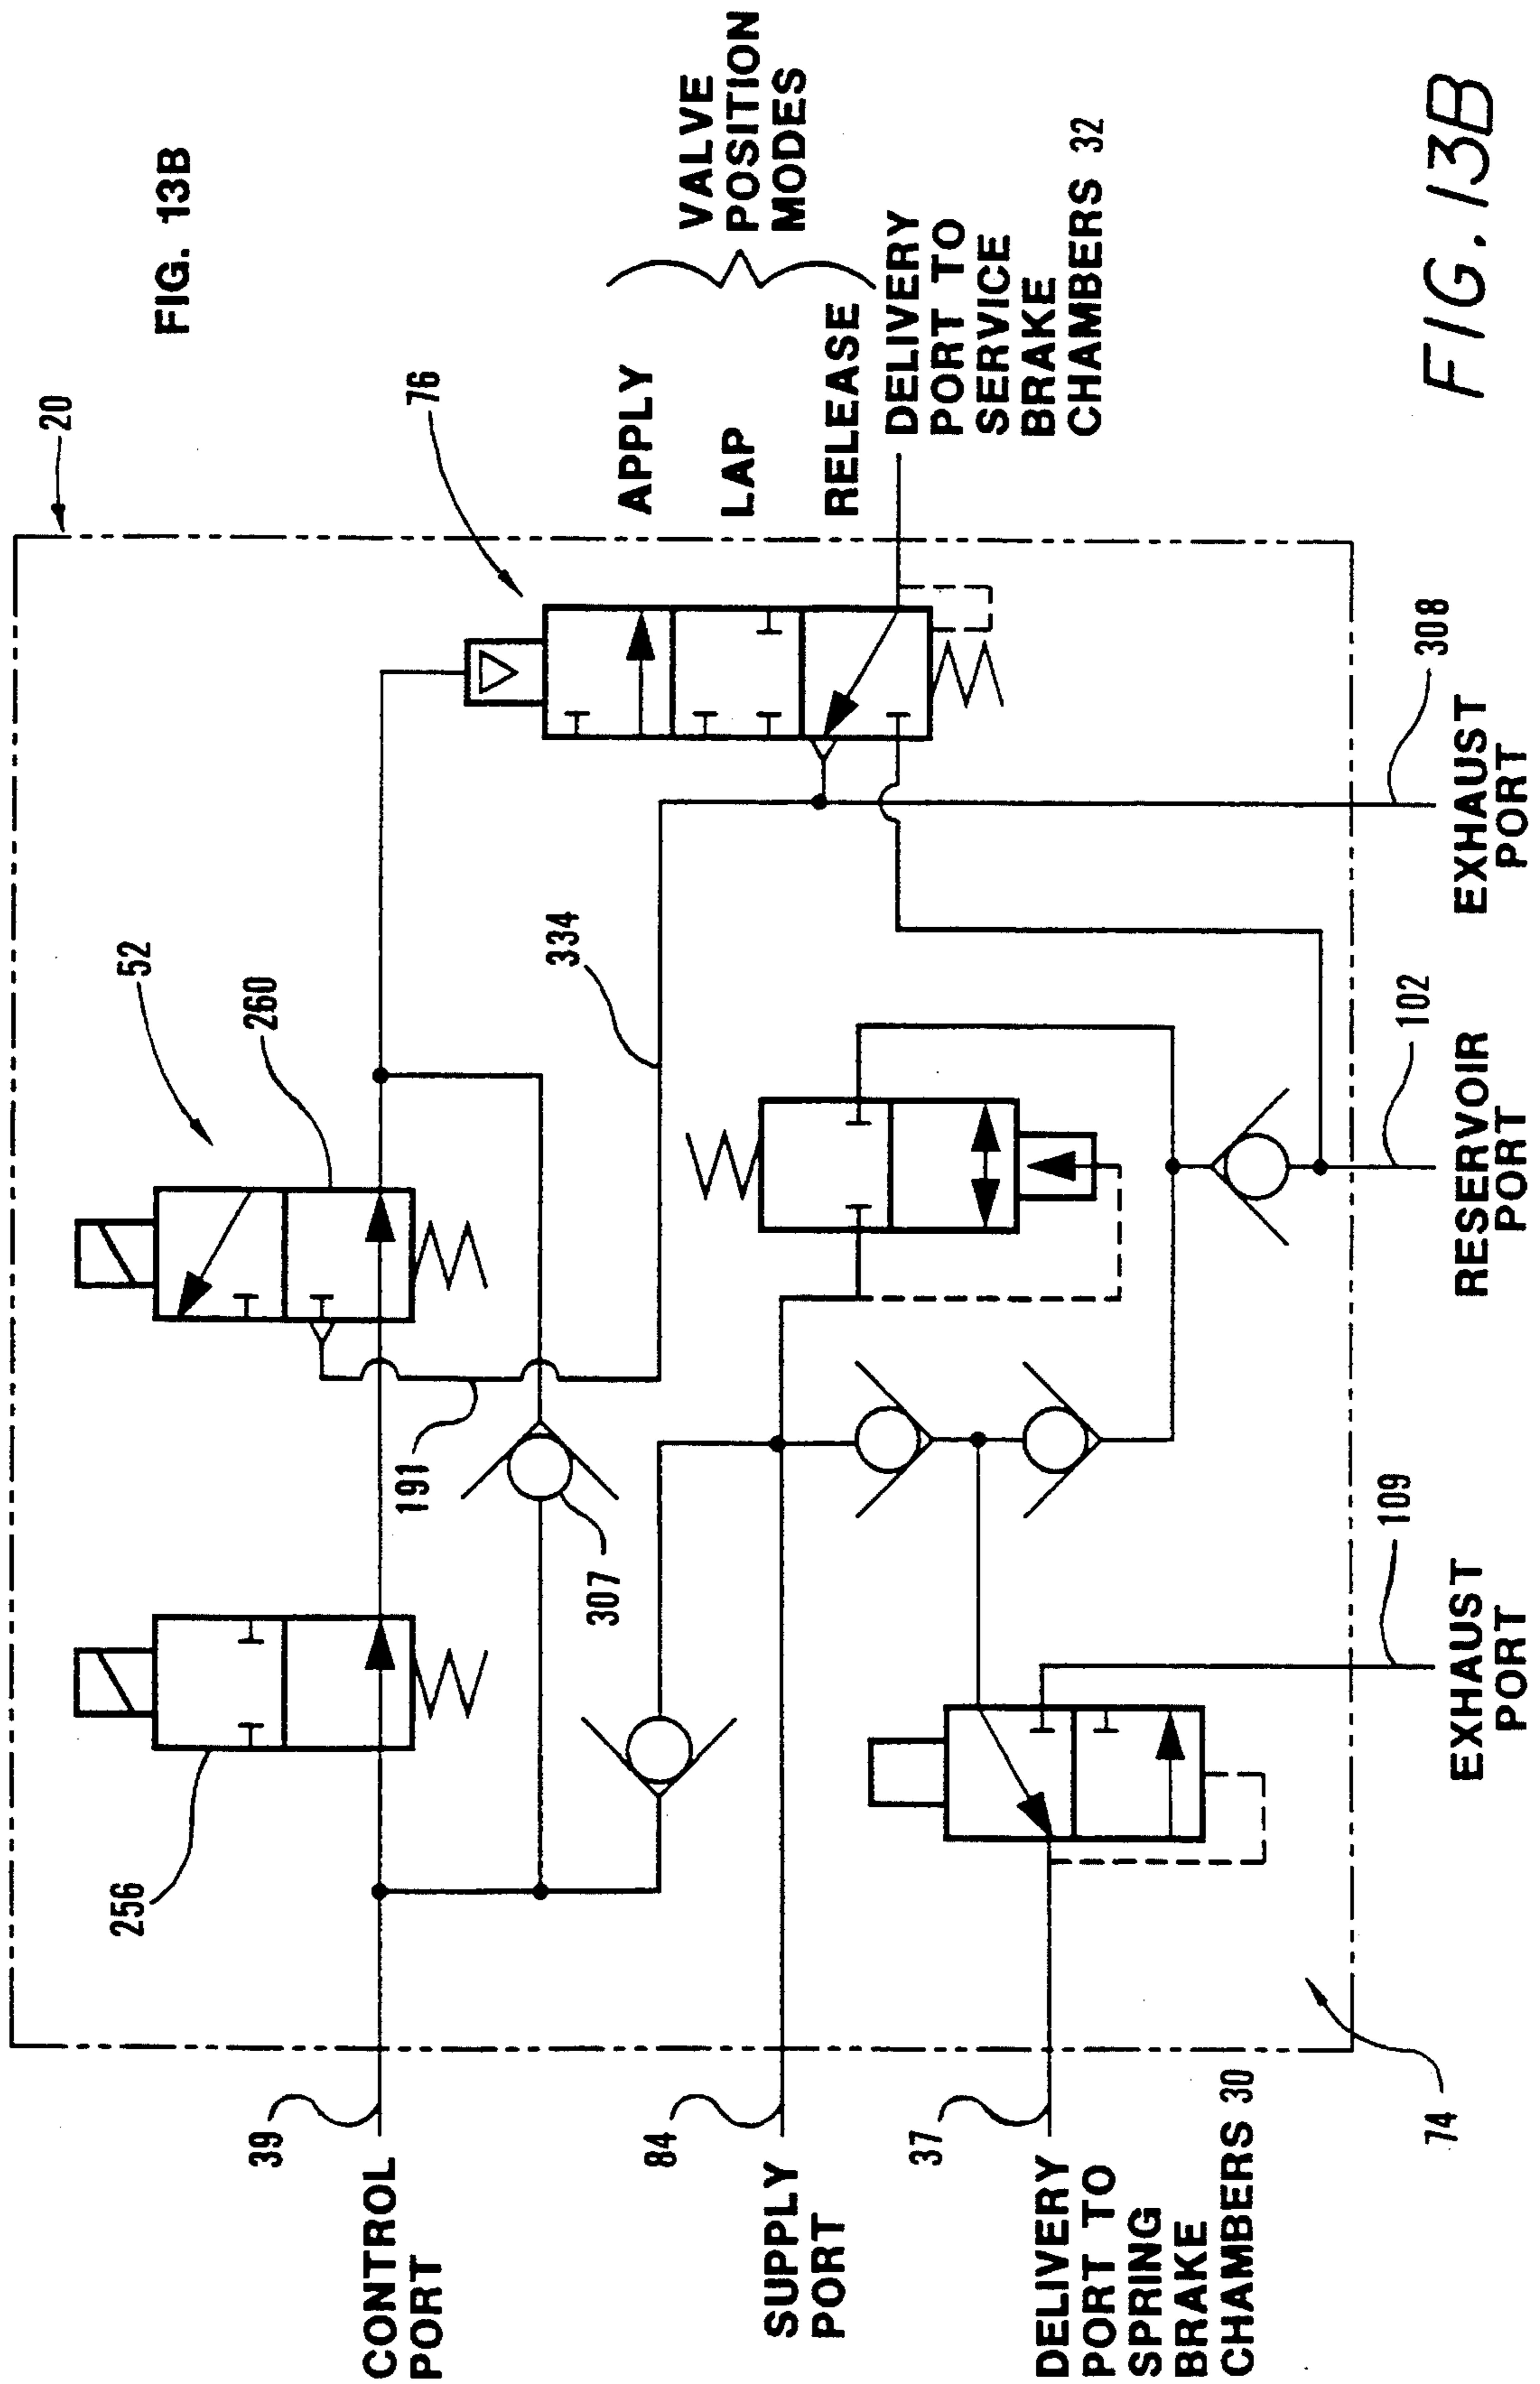 FIG. 13B
20
76
52
260
256
39
CONTROL
PORT
191
307
334
84
SUPPLY
PORT
37
DELIVERY
PORT TO
SPRING
BRAKE
CHAMBERS 30
74
109
EXHAUST
PORT
102
RESERVOIR
PORT
308
EXHAUST
PORT
APPLY
LAP
RELEASE
VALVE
POSITION
MODES
DELIVERY
PORT TO
SERVICE
BRAKE
CHAMBERS 32
FIG. 13B